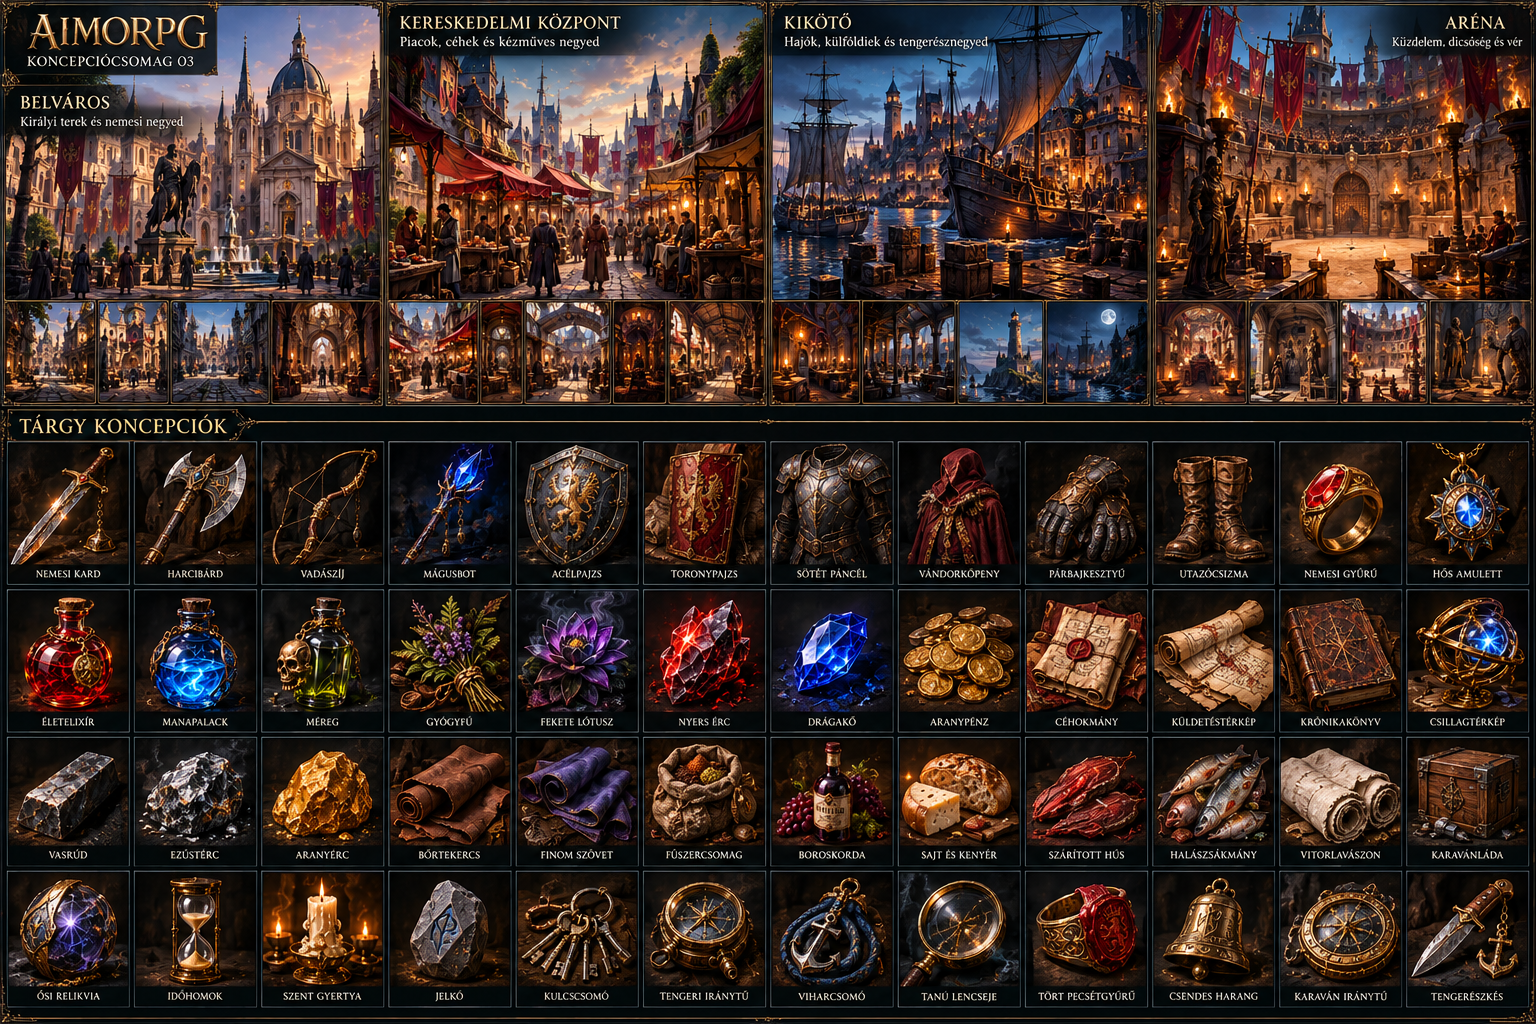 AIMORPG
KONCEPCIÓCSOMAG 03
BELVÁROS
Királyi terek és nemesi negyed
KERESKEDELMI KÖZPONT
Piacok, céhek és kézműves negyed
KIKÖTŐ
Hajók, külföldiek és tengerésznegyed
ARÉNA
Küzdelem, dicsőség és vér
TÁRGY KONCEPCIÓK
NEMESI KARD
HARCIBÁRD
VADÁSZÍJ
MÁGUSBOT
ACÉLPAJZS
TORONYPAJZS
SÖTÉT PÁNCÉL
VÁNDORKÖPENY
PÁRBAJKESZTYŰ
UTAZÓCSIZMA
NEMESI GYŰRŰ
HŐS AMULETT
ÉLETELIXÍR
MANAPALACK
MÉREG
GYÓGYFŰ
FEKETE LÓTUSZ
NYERS ÉRC
DRÁGAKŐ
ARANYPÉNZ
CÉHOKMÁNY
KÜLDETÉSTÉRKÉP
KRÓNIKAKÖNYV
CSILLAGTÉRKÉP
VASRÚD
EZÜSTÉRC
ARANYÉRC
BŐRTEKERCS
FINOM SZÖVET
FŰSZERCSOMAG
BOROSKORDA
SAJT ÉS KENYÉR
SZÁRÍTOTT HÚS
HALÁSZSÁKMÁNY
VITORLAVÁSZON
KARAVÁNLÁDA
ŐSI RELIKVIA
IDŐHOMOK
SZENT GYERTYA
JELKŐ
KULCSCSOMÓ
TENGERI IRÁNYTŰ
VIHARCSOMÓ
TANÚ LENCSEJE
TÖRT PECSÉTGYŰRŰ
CSENDES HARANG
KARAVÁN IRÁNYTŰ
TENGERÉSZKÉS